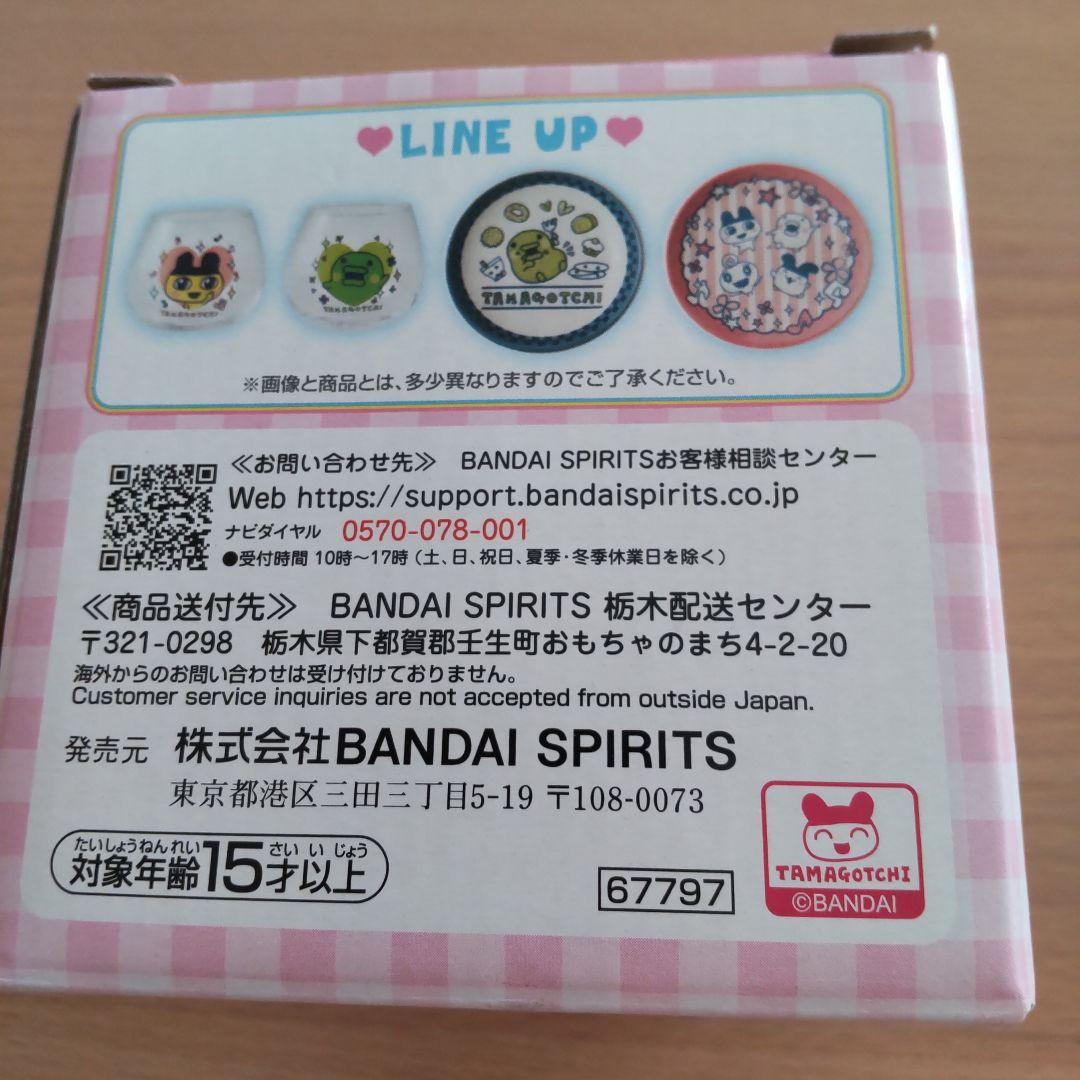 LINE UP
TAMAGOTCHI
TAMAGOTCHI
TAMAGOTCHI
※画像と商品とは、多少異なりますのでご了承ください。
≪お問い合わせ先≫ BANDAI SPIRITSお客様相談センター
Web https://support.bandaispirits.co.jp
ナビダイヤル 0570-078-001
●受付時間 10時〜17時（土、日、祝日、夏季・冬季休業日を除く）
≪商品送付先≫ BANDAI SPIRITS 栃木配送センター
〒321-0298 栃木県下都賀郡壬生町おもちゃのまち4-2-20
海外からのお問い合わせは受け付けておりません。
Customer service inquiries are not accepted from outside Japan.
発売元 株式会社BANDAI SPIRITS
東京都港区三田三丁目5-19 〒108-0073
たいしょうねんれい さい いじょう
対象年齢15才以上
67797
TAMAGOTCHI
©BANDAI